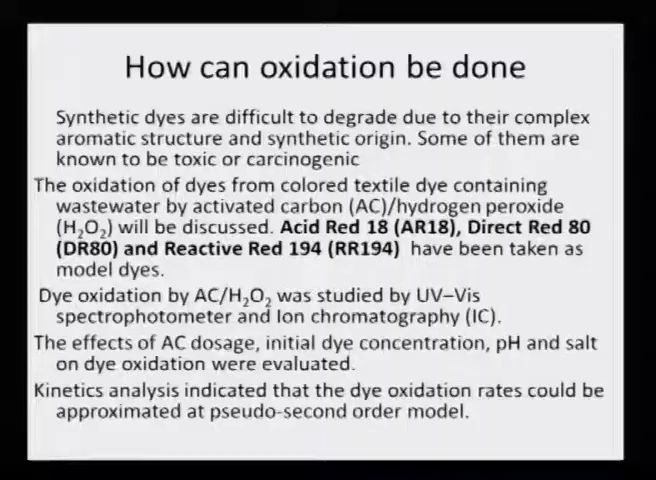 How can oxidation be done
Synthetic dyes are difficult to degrade due to their complex
aromatic structure and synthetic origin. Some of them are
known to be toxic or carcinogenic
The oxidation of dyes from colored textile dye containing
wastewater by activated carbon (AC)/hydrogen peroxide
(H₂O₂) will be discussed. Acid Red 18 (AR18), Direct Red 80
(DR80) and Reactive Red 194 (RR194) have been taken as
model dyes.
Dye oxidation by AC/H₂O₂ was studied by UV–Vis
spectrophotometer and Ion chromatography (IC).
The effects of AC dosage, initial dye concentration, pH and salt
on dye oxidation were evaluated.
Kinetics analysis indicated that the dye oxidation rates could be
approximated at pseudo-second order model.